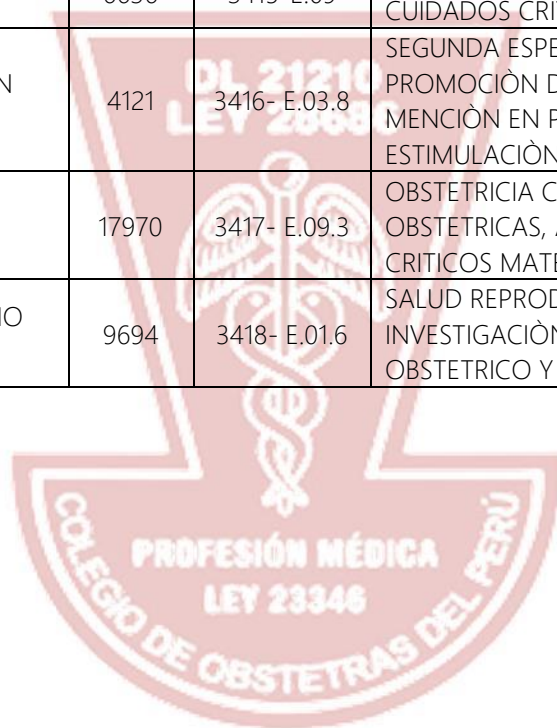 CUIDADOS CRI
N
4121
3416- E.03.8
SEGUNDA ESPE
PROMOCIÒN D
MENCIÒN EN P
ESTIMULACIÒN
17970
3417- E.09.3
OBSTETRICIA C
OBSTETRICAS, A
CRITICOS MATE
IO
9694
3418- E.01.6
SALUD REPROD
INVESTIGACIÒN
OBSTETRICO Y
DL 21210
LEY 28686
PROFESIÓN MÉDICA
LEY 23346
COLEGIO DE OBSTETRAS DEL PERÚ